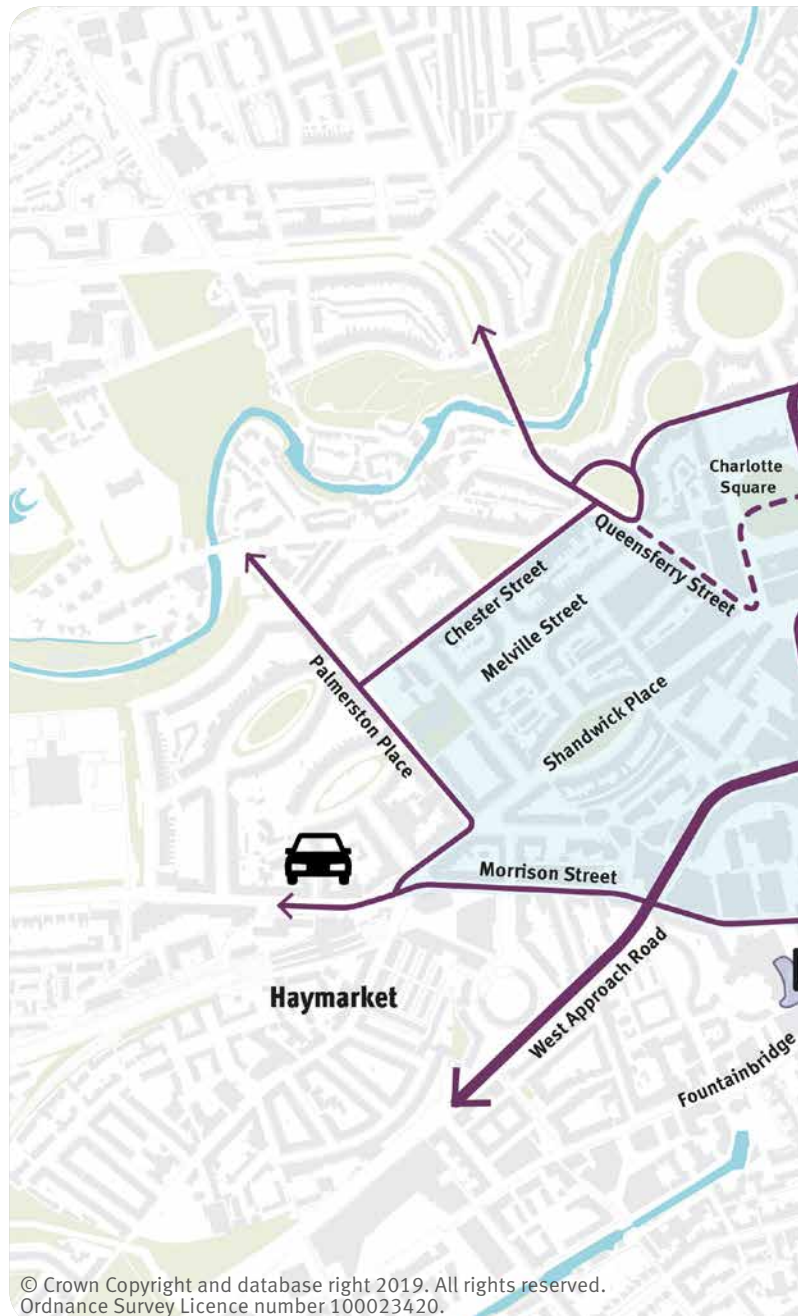 Charlotte
Square
Queensferry Street
Chester Street
Melville Street
Palmerston Place
Shandwick Place
Morrison Street
Haymarket
West Approach Road
Fountainbridge
© Crown Copyright and database right 2019. All rights reserved.
Ordnance Survey Licence number 100023420.